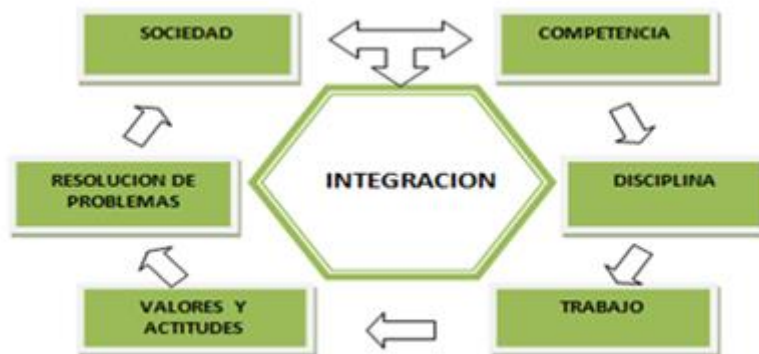 SOCIEDAD
COMPETENCIA
RESOLUCION DE
PROBLEMAS
INTEGRACION
DISCIPLINA
VALORES Y
ACTITUDES
TRABAJO